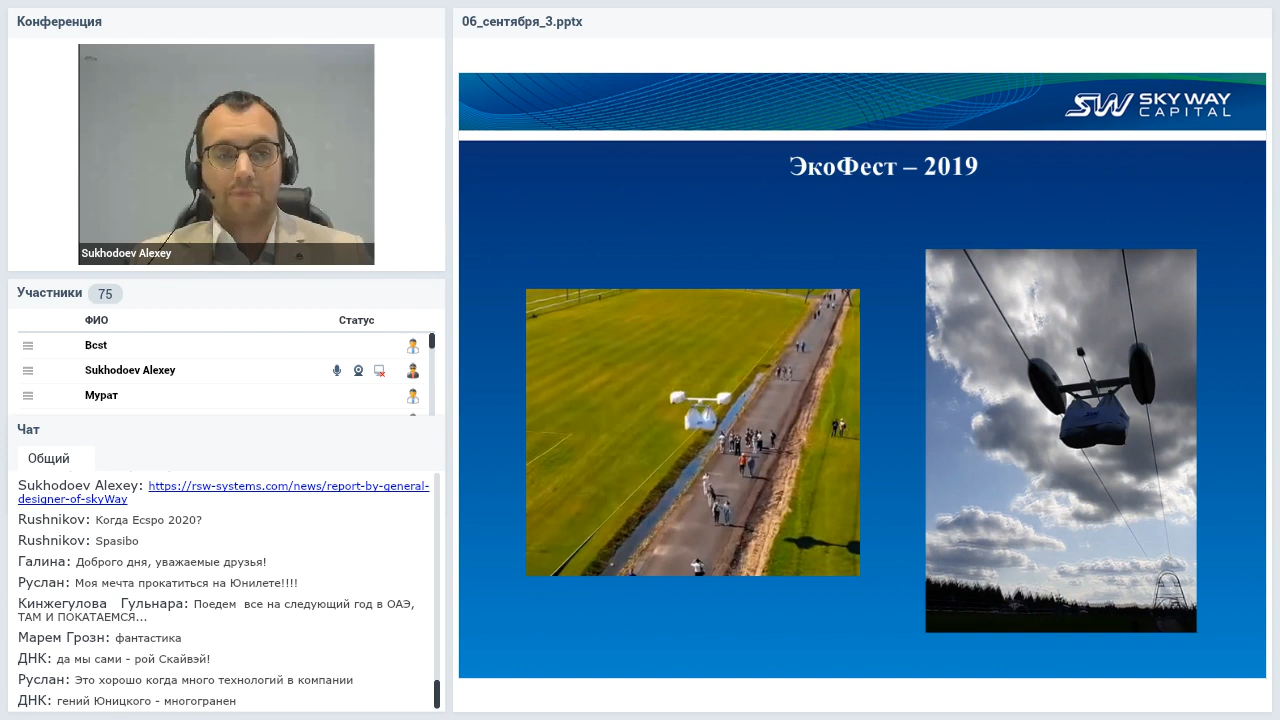 Конференция
Sukhodoev Alexey
Участники 75
ФИО Статус
Bcst
Sukhodoev Alexey
Мурат
Чат
Общий
Sukhodoev Alexey: https://rsw-systems.com/news/report-by-general-
designer-of-skyWay
Rushnikov: Когда Ecspo 2020?
Rushnikov: Spasibo
Галина: Доброго дня, уважаемые друзья!
Руслан: Моя мечта прокатиться на Юнилете!!!!
Кинжегулова Гульнара: Поедем все на следующий год в ОАЭ,
ТАМ И ПОКАТАЕМСЯ...
Марем Грозн: фантастика
ДНК: да мы сами - рой Скайвэй!
Руслан: Это хорошо когда много технологий в компании
ДНК: гений Юницкого - многогранен
06_сентября_3.pptx
SW SKY WAY
CAPITAL
ЭкоФест – 2019